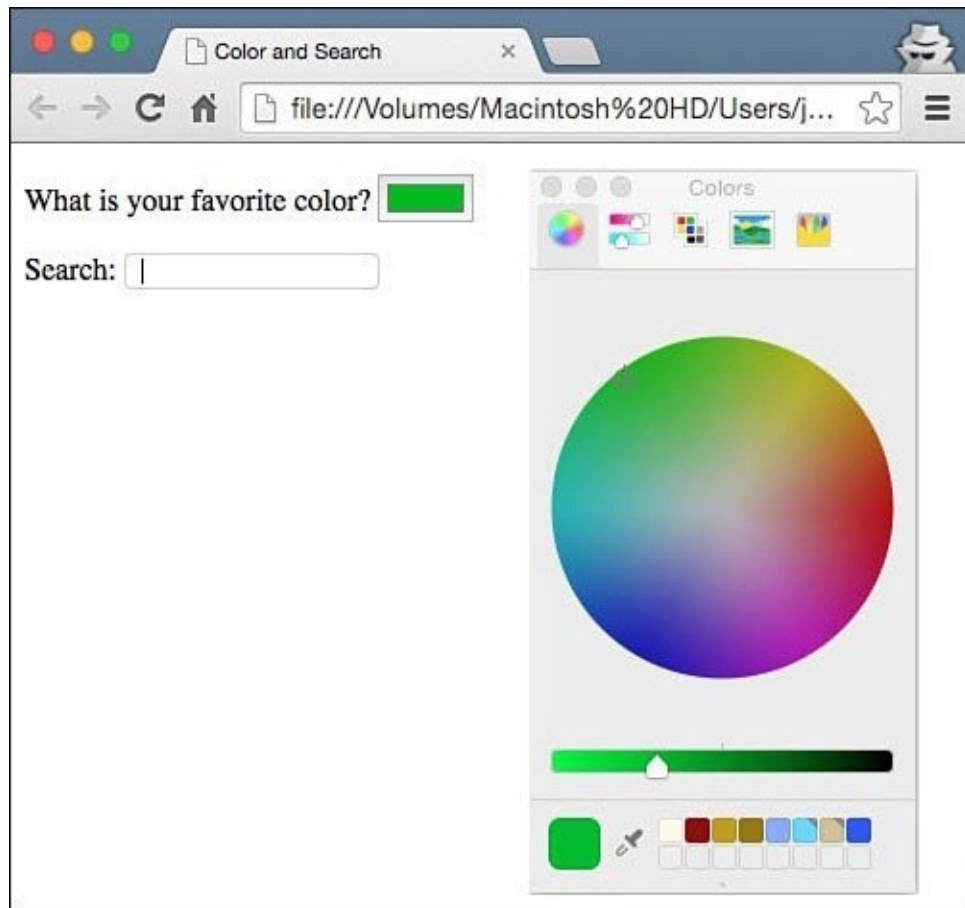 Color and Search
file:///Volumes/Macintosh%20HD/Users/j...
What is your favorite color?
Search:
Colors